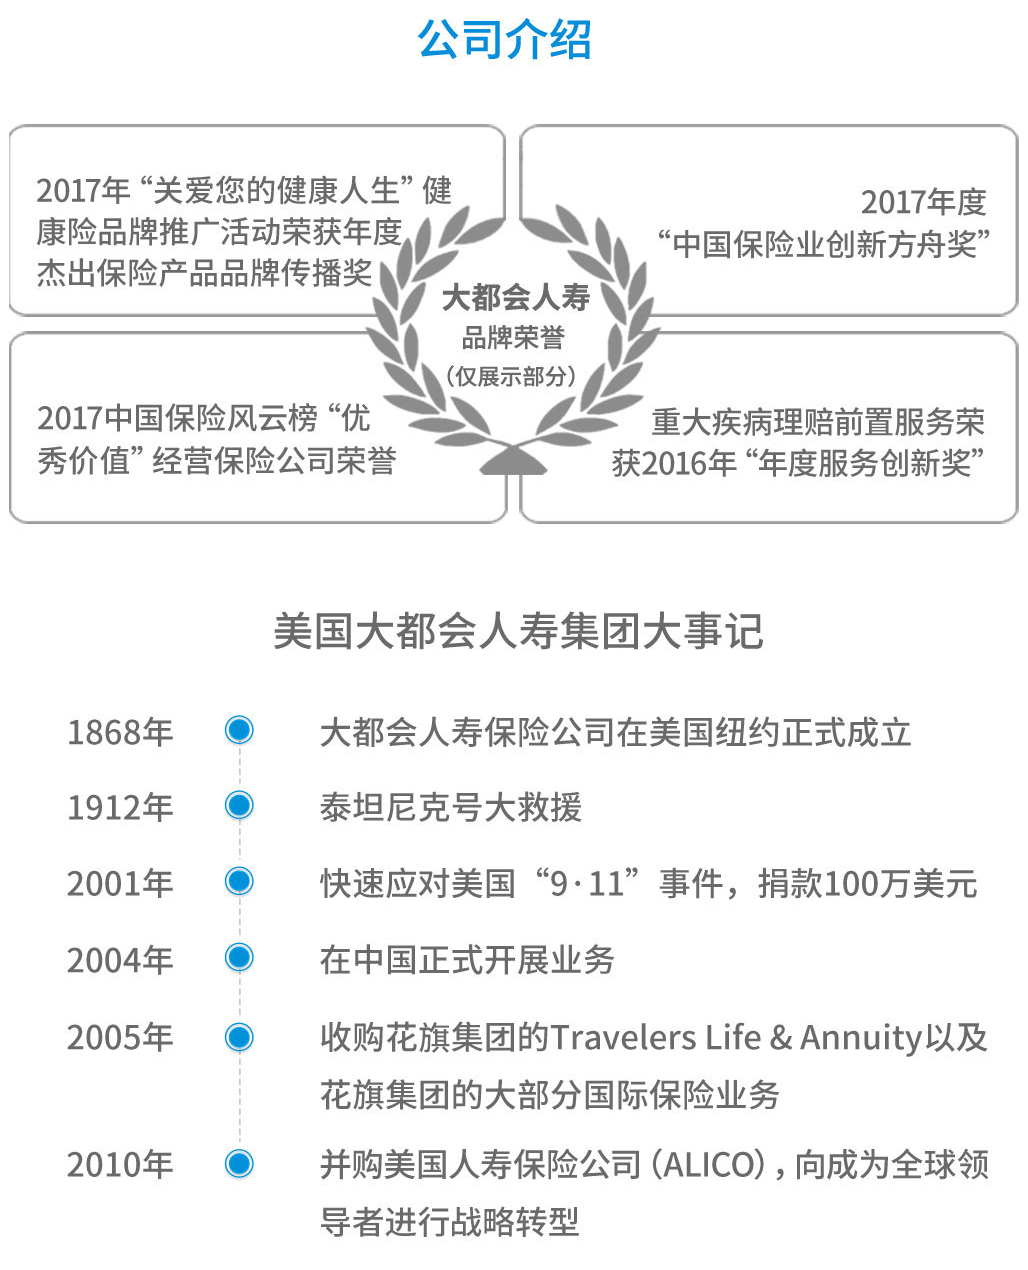 公司介绍
2017年“关爱您的健康人生”健
康险品牌推广活动荣获年度
杰出保险产品品牌传播奖
2017年度
“中国保险业创新方舟奖”
大都会人寿
品牌荣誉
（仅展示部分）
2017中国保险风云榜“优
秀价值”经营保险公司荣誉
重大疾病理赔前置服务荣
获2016年“年度服务创新奖”
美国大都会人寿集团大事记
1868年 大都会人寿保险公司在美国纽约正式成立
1912年 泰坦尼克号大救援
2001年 快速应对美国“9·11”事件，捐款100万美元
2004年 在中国正式开展业务
2005年 收购花旗集团的Travelers Life & Annuity以及
花旗集团的大部分国际保险业务
2010年 并购美国人寿保险公司（ALICO），向成为全球领
导者进行战略转型